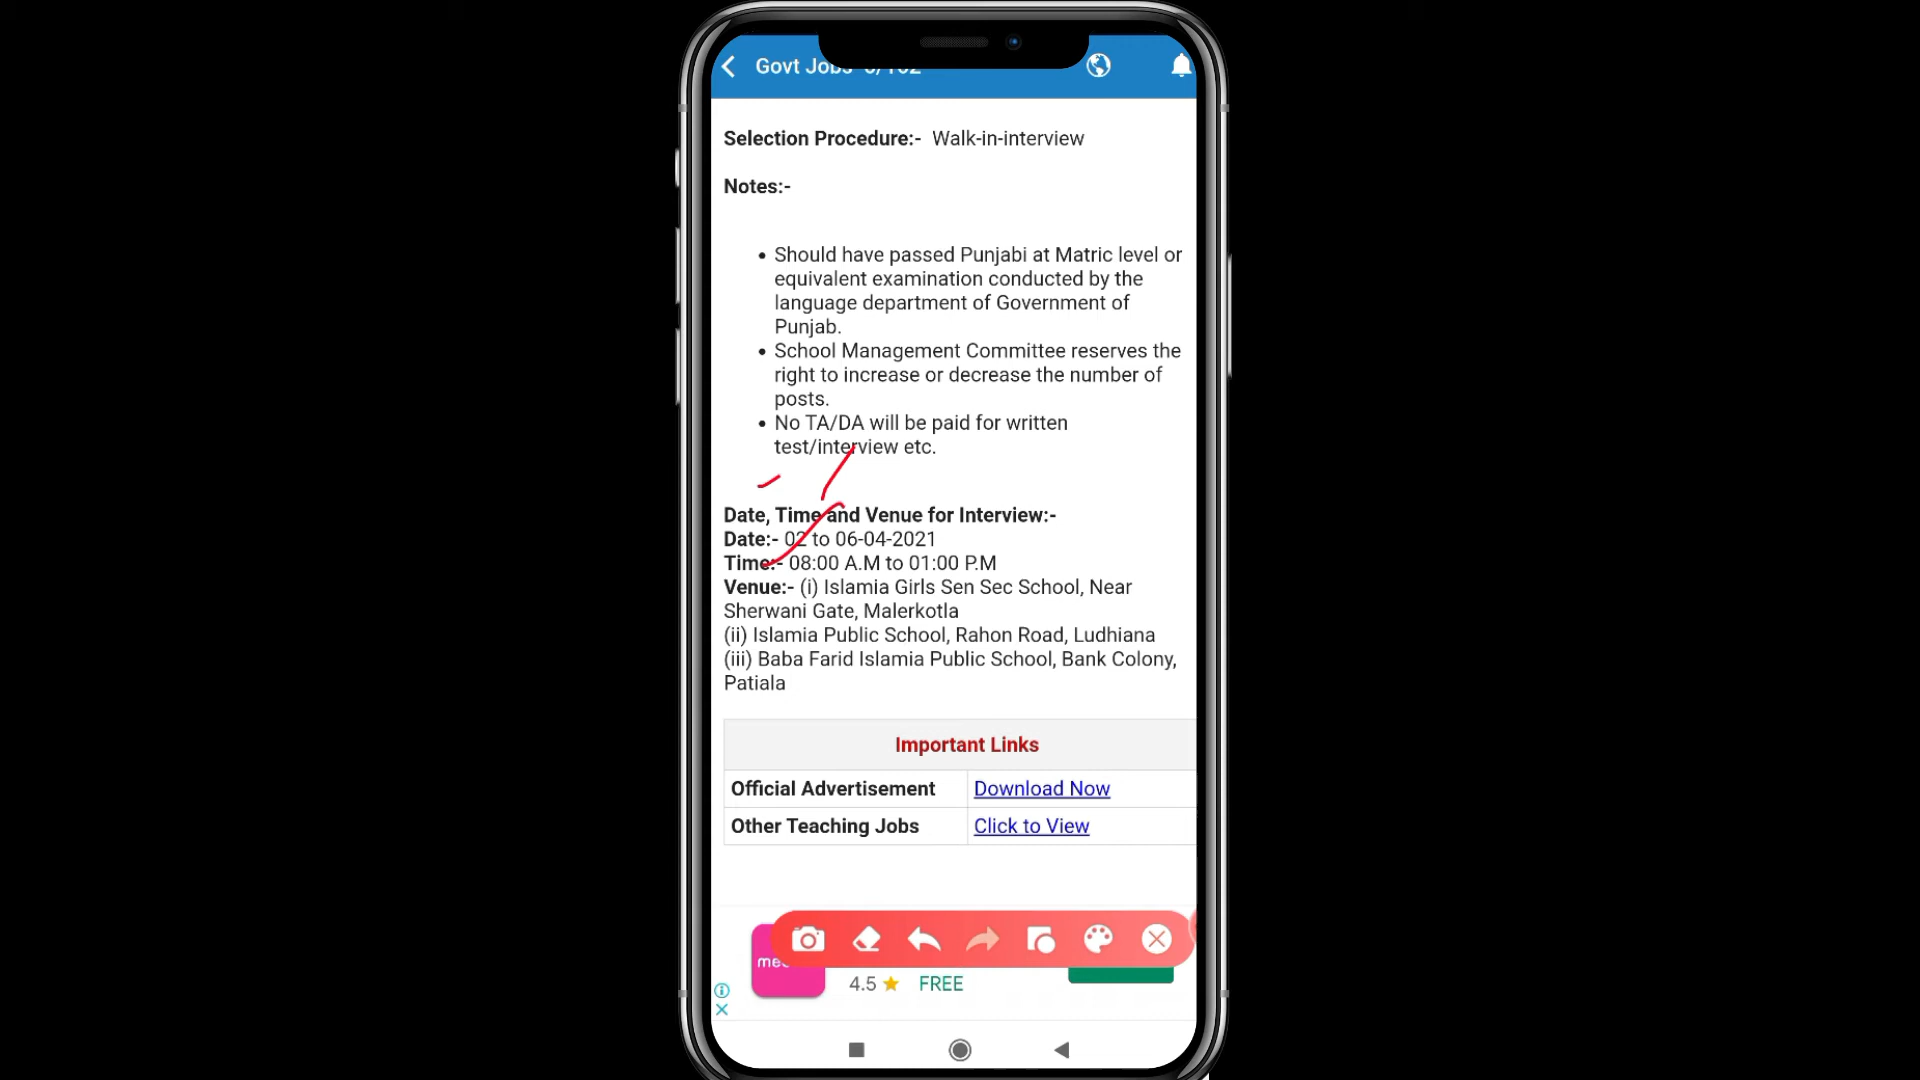 Govt Jobs
Selection Procedure:- Walk-in-interview
Notes:-
• Should have passed Punjabi at Matric level or
equivalent examination conducted by the
language department of Government of
Punjab.
• School Management Committee reserves the
right to increase or decrease the number of
posts.
• No TA/DA will be paid for written
test/interview etc.
Date, Time and Venue for Interview:-
Date:- 02 to 06-04-2021
Time:- 08:00 A.M to 01:00 P.M
Venue:- (i) Islamia Girls Sen Sec School, Near
Sherwani Gate, Malerkotla
(ii) Islamia Public School, Rahon Road, Ludhiana
(iii) Baba Farid Islamia Public School, Bank Colony,
Patiala
Important Links
Official Advertisement Download Now
Other Teaching Jobs Click to View
4.5 FREE